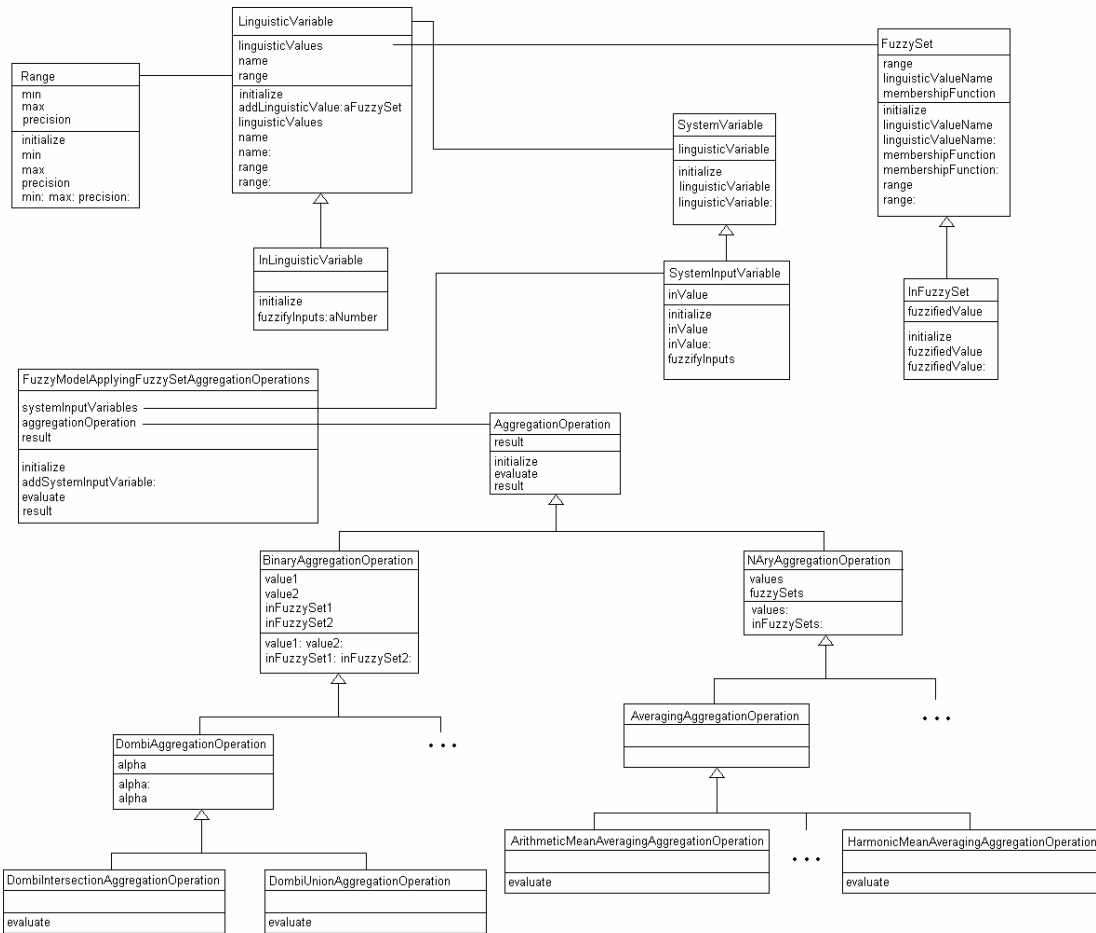 LinguisticVariable
linguisticValues
name
range
initialize
addLinguisticValue:aFuzzySet
linguisticValues
name
name:
range
range:
FuzzySet
range
linguisticValueName
membershipFunction
initialize
linguisticValueName
linguisticValueName:
membershipFunction
membershipFunction:
range
range:
Range
min
max
precision
initialize
min
max
precision
min: max: precision:
SystemVariable
linguisticVariable
initialize
linguisticVariable
linguisticVariable:
InLinguisticVariable
initialize
fuzzifyInputs:aNumber
SystemInputVariable
inValue
initialize
inValue
inValue:
fuzzifyInputs
InFuzzySet
fuzzifiedValue
initialize
fuzzifiedValue
fuzzifiedValue:
FuzzyModelApplyingFuzzySetAggregationOperations
systemInputVariables
aggregationOperation
result
initialize
addSystemInputVariable:
evaluate
result
AggregationOperation
result
initialize
evaluate
result
BinaryAggregationOperation
value1
value2
inFuzzySet1
inFuzzySet2
value1: value2:
inFuzzySet1: inFuzzySet2:
NAryAggregationOperation
values
fuzzySets
values:
inFuzzySets:
DombiAggregationOperation
alpha
alpha:
alpha
...
AveragingAggregationOperation
...
DombiIntersectionAggregationOperation
evaluate
DombiUnionAggregationOperation
evaluate
ArithmeticMeanAveragingAggregationOperation
evaluate
...
HarmonicMeanAveragingAggregationOperation
evaluate